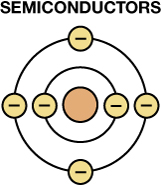 SEMICONDUCTORS
−
− − − −
−